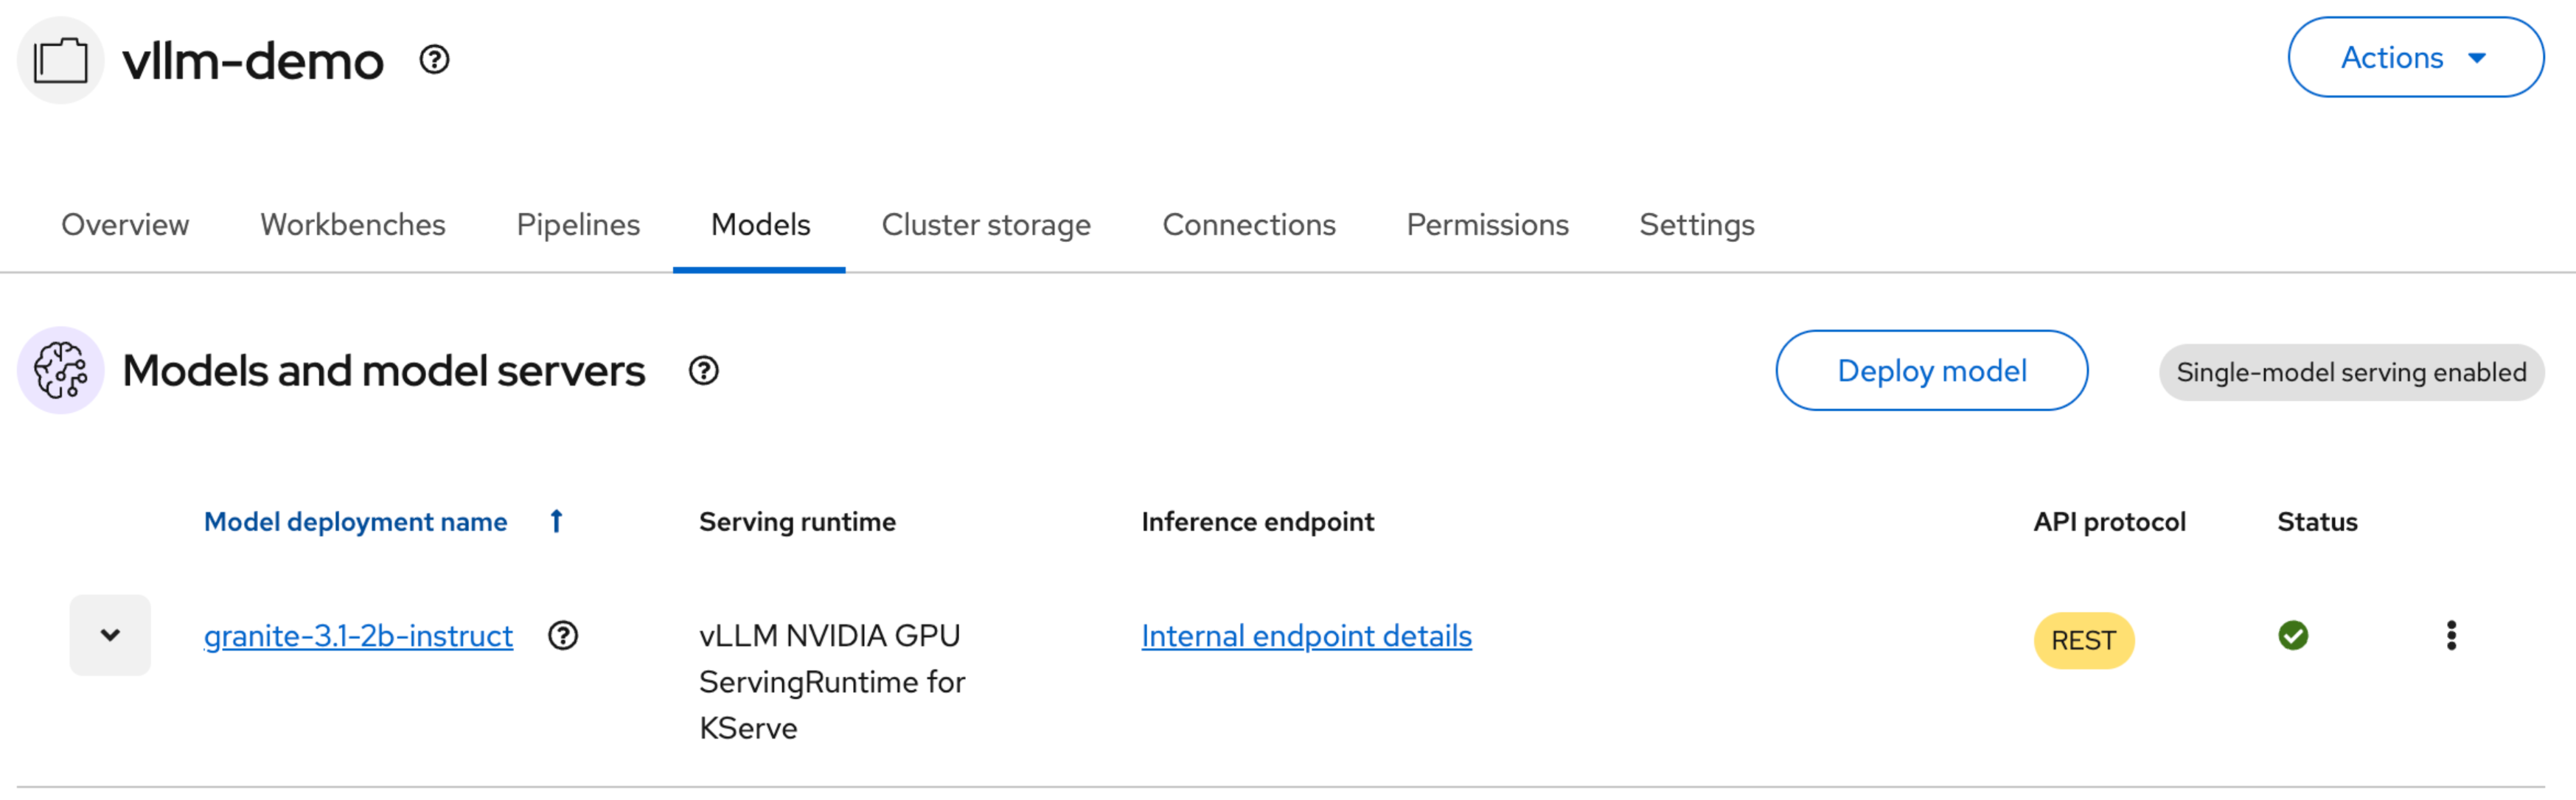 vllm-demo
Actions
Overview Workbenches Pipelines Models Cluster storage Connections Permissions Settings
Models and model servers
Deploy model
Single-model serving enabled
Model deployment name Serving runtime Inference endpoint API protocol Status
granite-3.1-2b-instruct vLLM NVIDIA GPU Internal endpoint details REST
ServingRuntime for
KServe